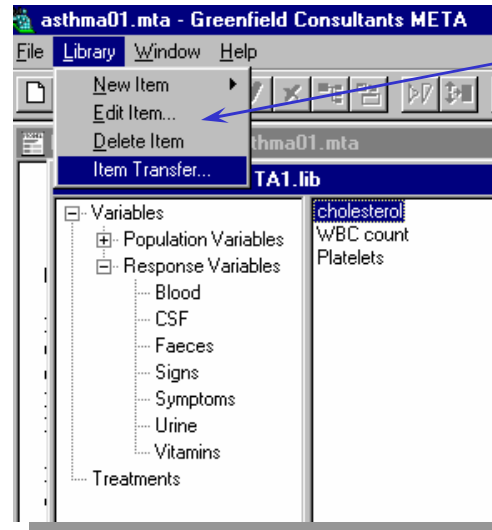 asthma01.mta - Greenfield Consultants META
File Library Window Help
New Item
Edit Item...
Delete Item
Item Transfer...
thma01.mta
TA1.lib
Variables
Population Variables
Response Variables
Blood
CSF
Faeces
Signs
Symptoms
Urine
Vitamins
Treatments
cholesterol
WBC count
Platelets